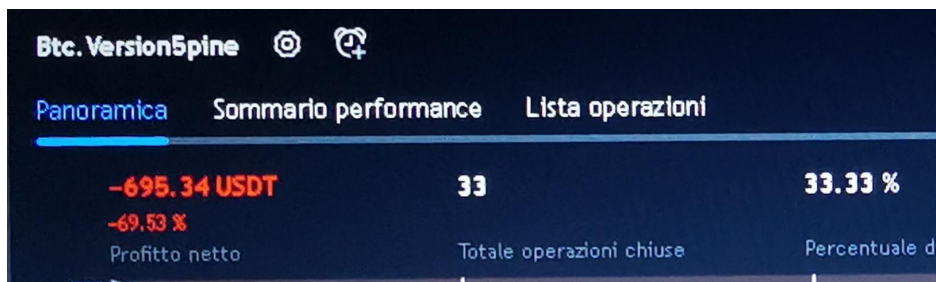 Btc.Version5pine
Panoramica Sommario performance Lista operazioni
-695.34 USDT 33 33.33 %
-69.53 %
Profitto netto Totale operazioni chiuse Percentuale d